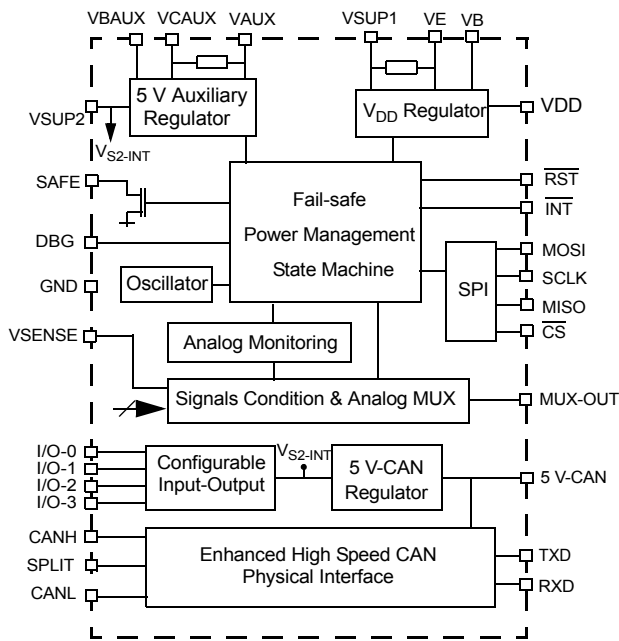 VBAUX VCAUX VAUX VSUP1 VE VB
5 V Auxiliary
Regulator
V_DD Regulator
VSUP2
VDD
V_S2-INT
SAFE
Fail-safe
Power Management
State Machine
RST
INT
DBG
MOSI
SCLK
MISO
CS
SPI
GND
Oscillator
VSENSE
Analog Monitoring
Signals Condition & Analog MUX
MUX-OUT
I/O-0
I/O-1
I/O-2
I/O-3
Configurable
Input-Output
V_S2-INT
5 V-CAN
Regulator
5 V-CAN
CANH
SPLIT
CANL
Enhanced High Speed CAN
Physical Interface
TXD
RXD